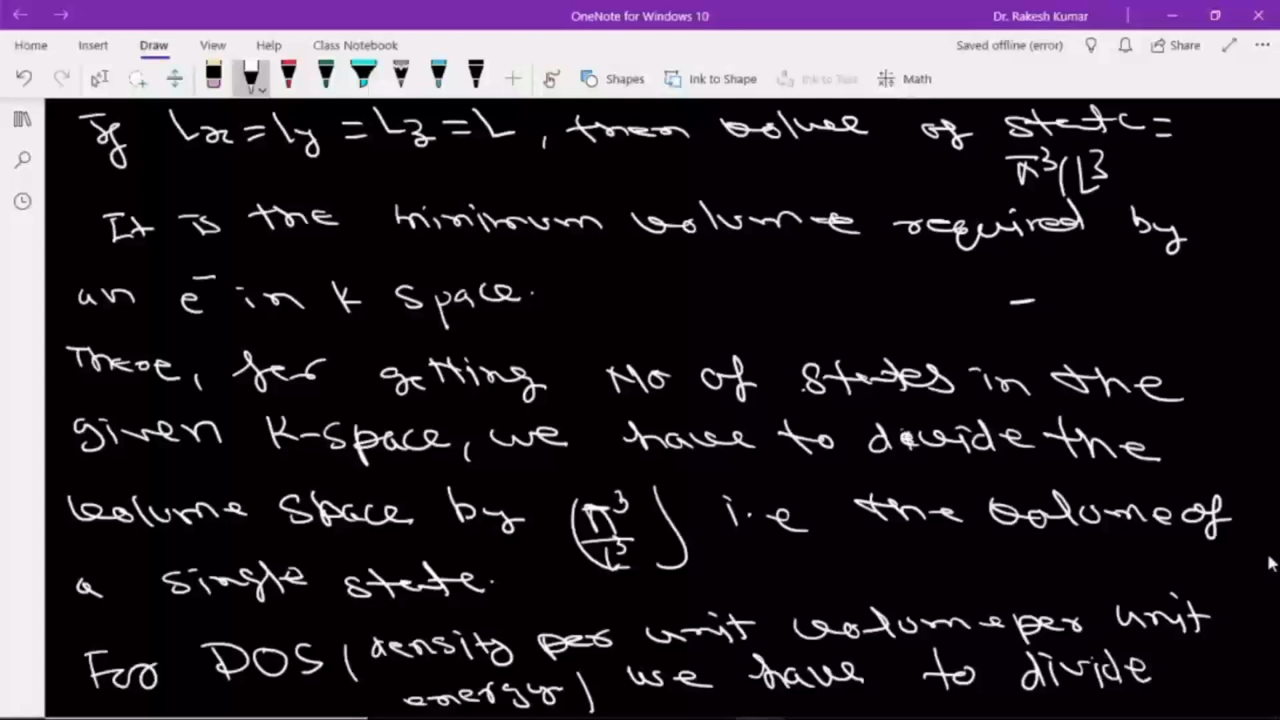 OneNote for Windows 10
Dr. Rakesh Kumar
Home Insert Draw View Help Class Notebook
Saved offline (error) Share
Shapes Ink to Shape Ink to Text Math
If Lx = Ly = Lz = L, then volue of state =
π³/L³
It is the minimum volume required by
an e⁻ in k space.
There, for getting No of states in the
given K-space, we have to devide the
volume space by (π³/L³) i.e the volume of
a single state.
For DOS (density per unit volume per unit
energy), we have to divide